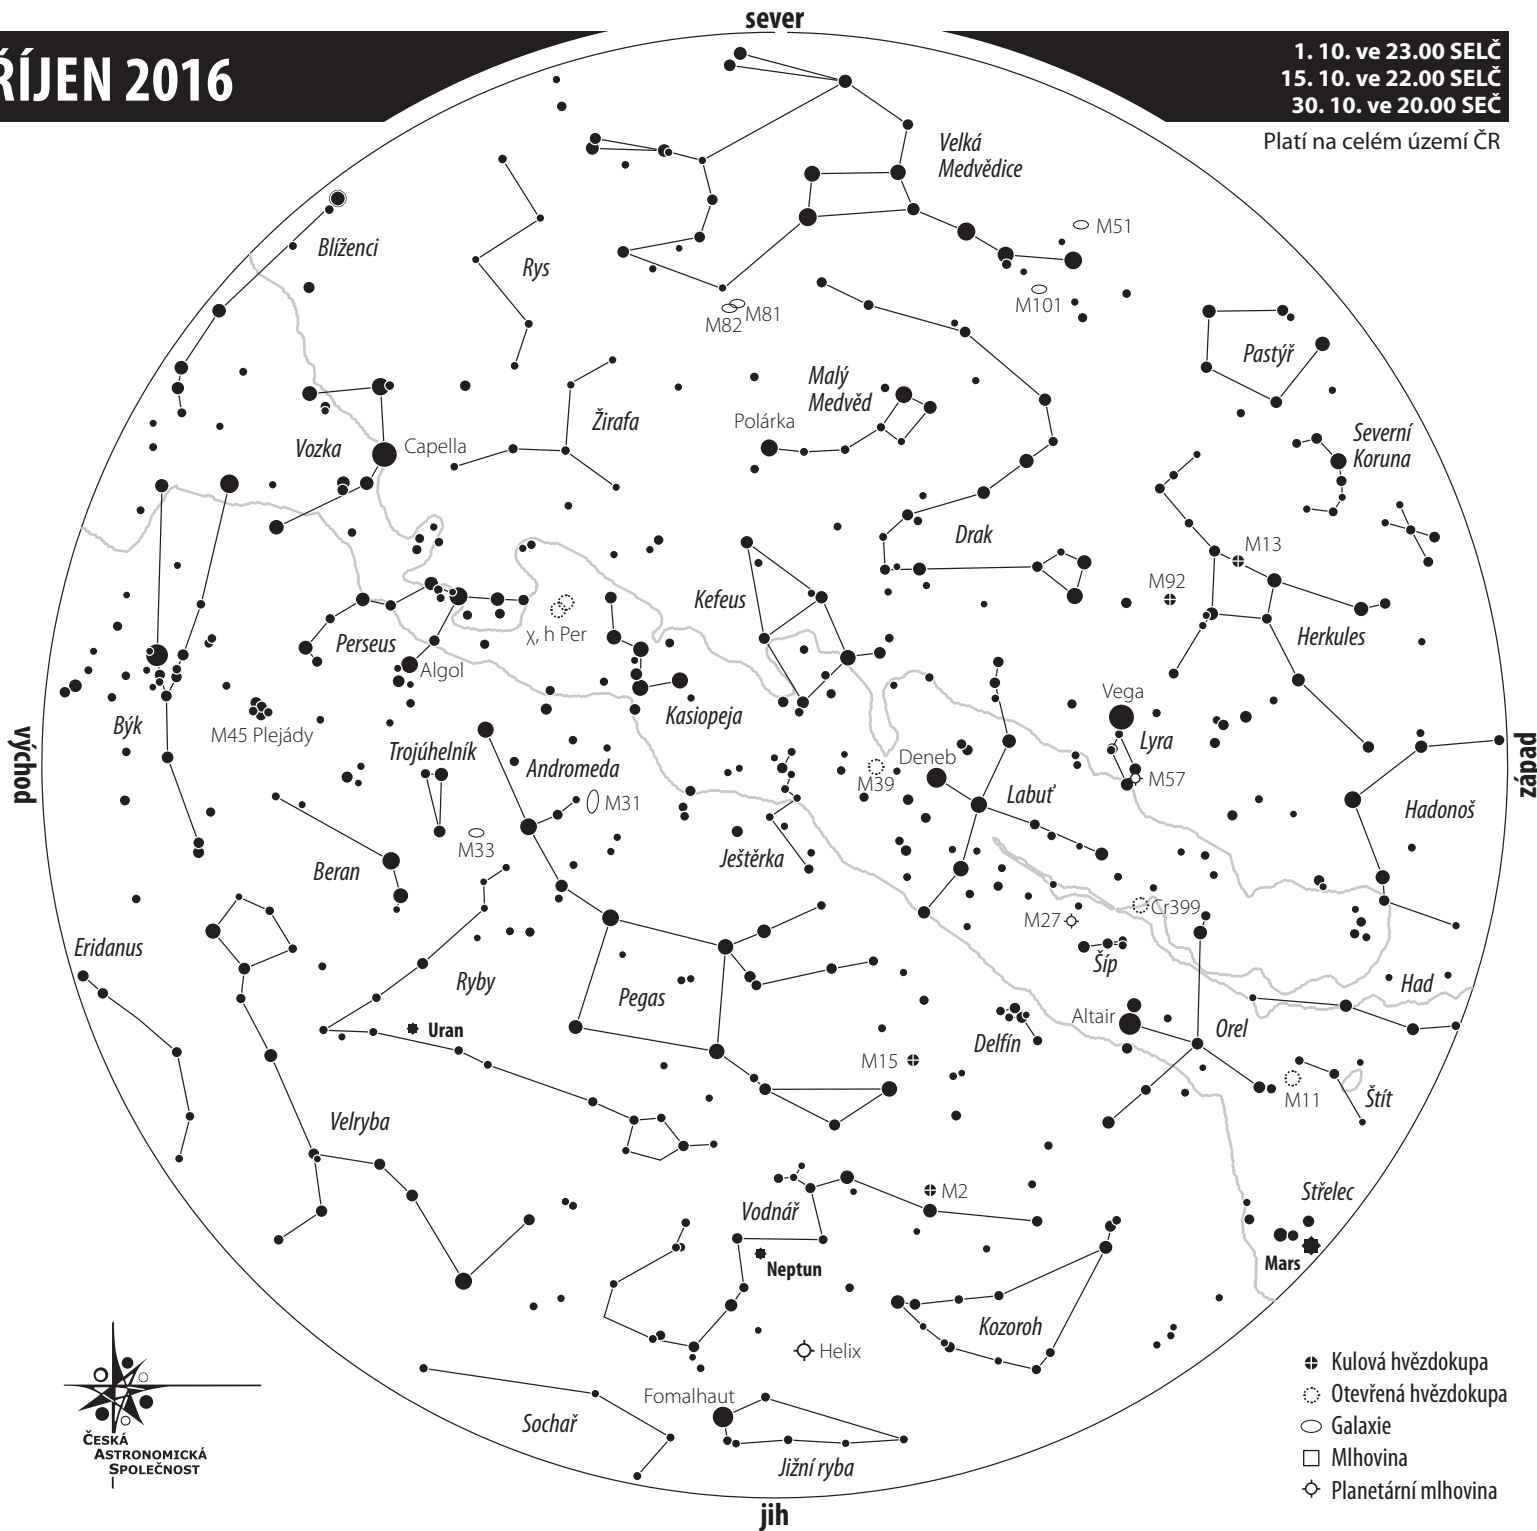 sever
ŘÍJEN 2016
1. 10. ve 23.00 SELČ
15. 10. ve 22.00 SELČ
30. 10. ve 20.00 SEČ
Platí na celém území ČR
Velká
Medvědice
M51
Blíženci
Rys
M101
M81
M82
Pastýř
Malý
Medvěd
Žirafa
Polárka
Vozka
Capella
Severní
Koruna
Drak
M13
M92
Kefeus
χ, h Per
Perseus
Herkules
Algol
Vega
Kasiopeja
Býk
M45 Plejády
Lyra
východ
západ
Trojúhelník
Andromeda
Deneb
M39
M57
Labuť
M31
Hadonoš
M33
Ještěrka
Beran
Cr399
M27
Eridanus
Šíp
Ryby
Pegas
Had
Uran
Altair
Orel
Delfín
M15
M11
Štít
Velryba
M2
Střelec
Vodnář
Neptun
Mars
Kozoroh
Helix
Kulová hvězdokupa
Otevřená hvězdokupa
Galaxie
Mlhovina
Planetární mlhovina
Fomalhaut
Sochař
Jižní ryba
ČESKÁ
ASTRONOMICKÁ
SPOLEČNOST
jih